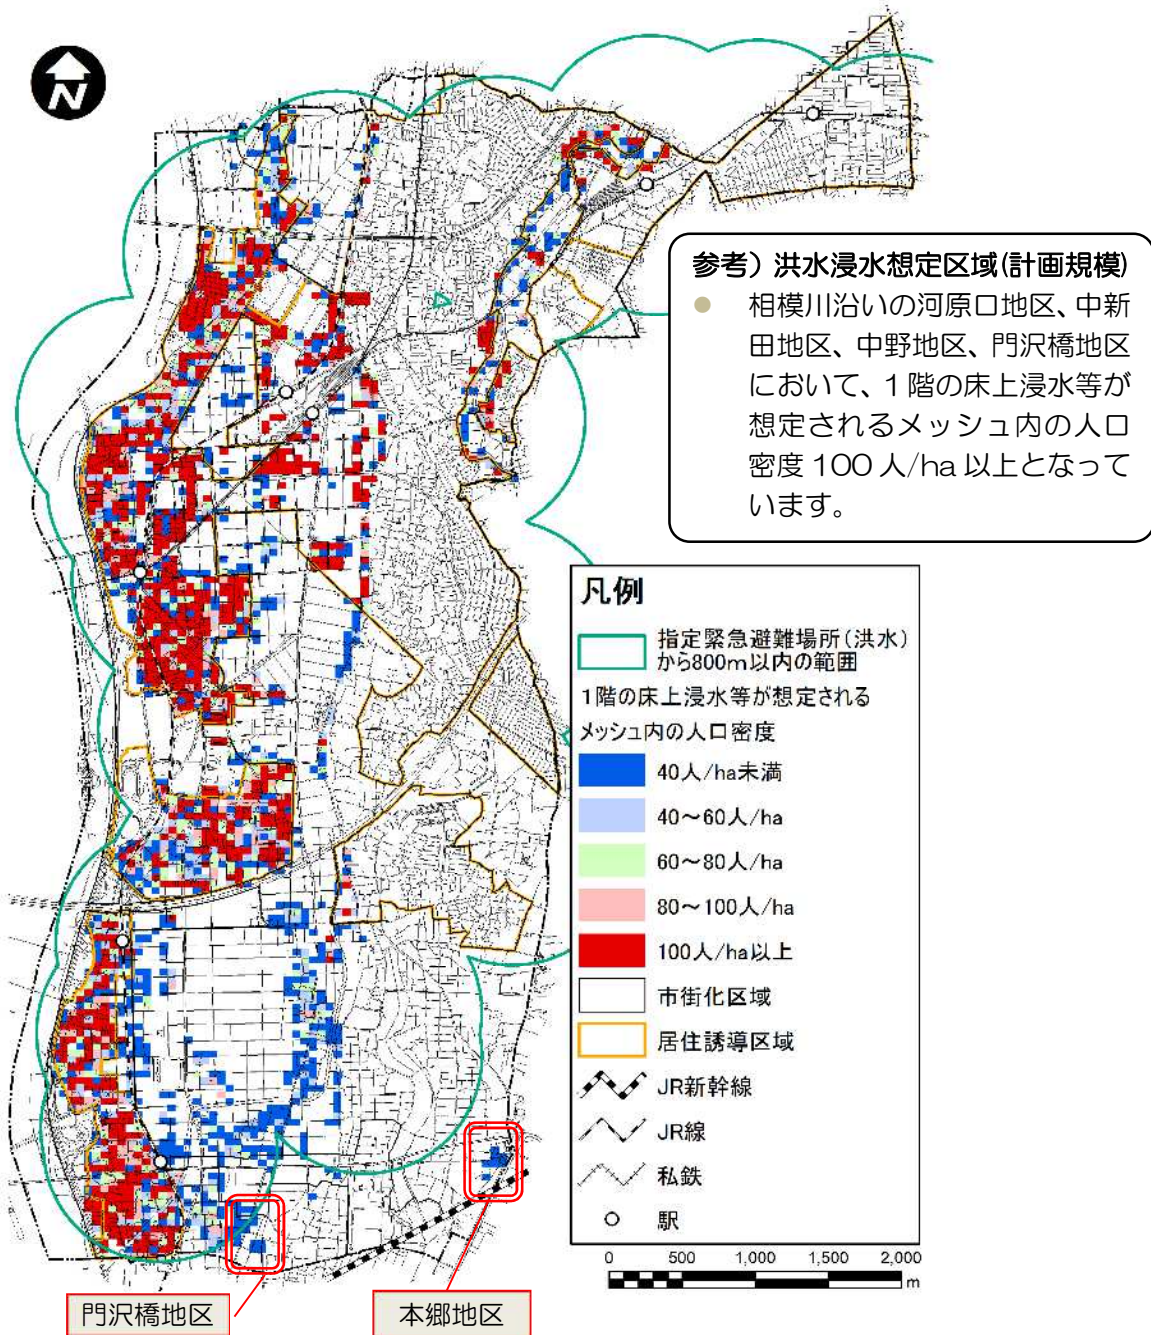 N
参考）洪水浸水想定区域(計画規模)
● 相模川沿いの河原口地区、中新
田地区、中野地区、門沢橋地区
において、1階の床上浸水等が
想定されるメッシュ内の人口
密度100人/ha以上となって
います。
凡例
指定緊急避難場所(洪水)
から800m以内の範囲
1階の床上浸水等が想定される
メッシュ内の人口密度
40人/ha未満
40～60人/ha
60～80人/ha
80～100人/ha
100人/ha以上
市街化区域
居住誘導区域
JR新幹線
JR線
私鉄
駅
0 500 1,000 1,500 2,000
m
門沢橋地区
本郷地区